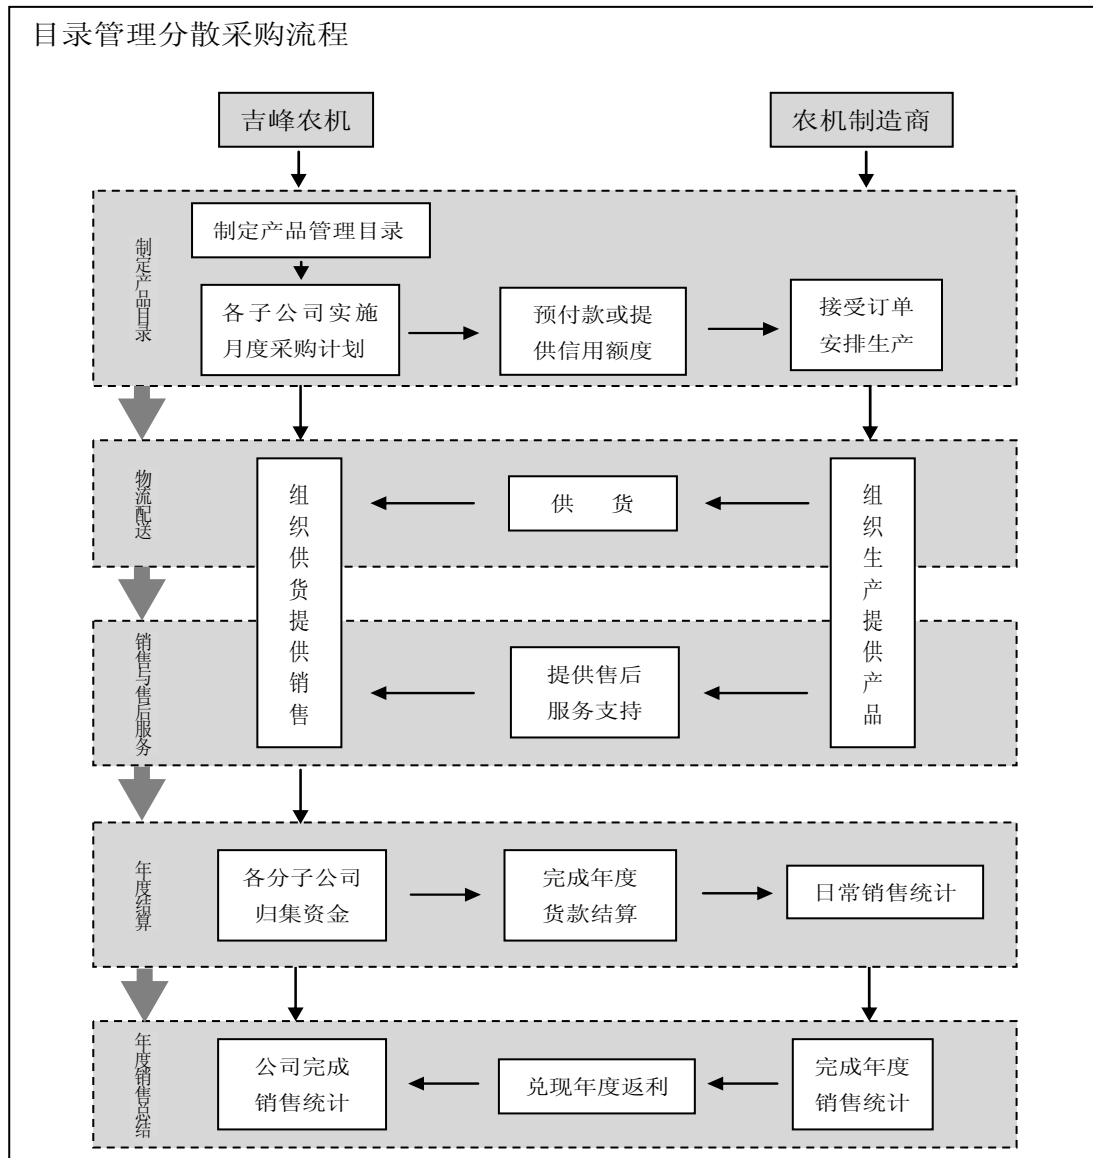 目录管理分散采购流程
吉峰农机
农机制造商
制定产品目录
制定产品管理目录
各子公司实施
月度采购计划
预付款或提
供信用额度
接受订单
安排生产
物流配送
组织供货提供销售
供 货
组织生产提供产品
销售与售后服务
提供售后
服务支持
年度结算
各分子公司
归集资金
完成年度
货款结算
日常销售统计
年度销售总结
公司完成
销售统计
兑现年度返利
完成年度
销售统计